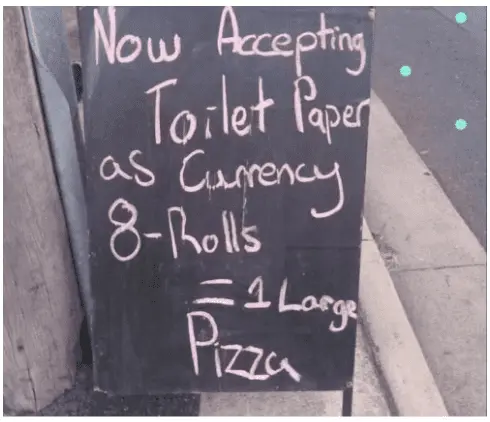 Now Accepting
Toilet Paper
as Currency
8-Rolls
= 1 Large
Pizza